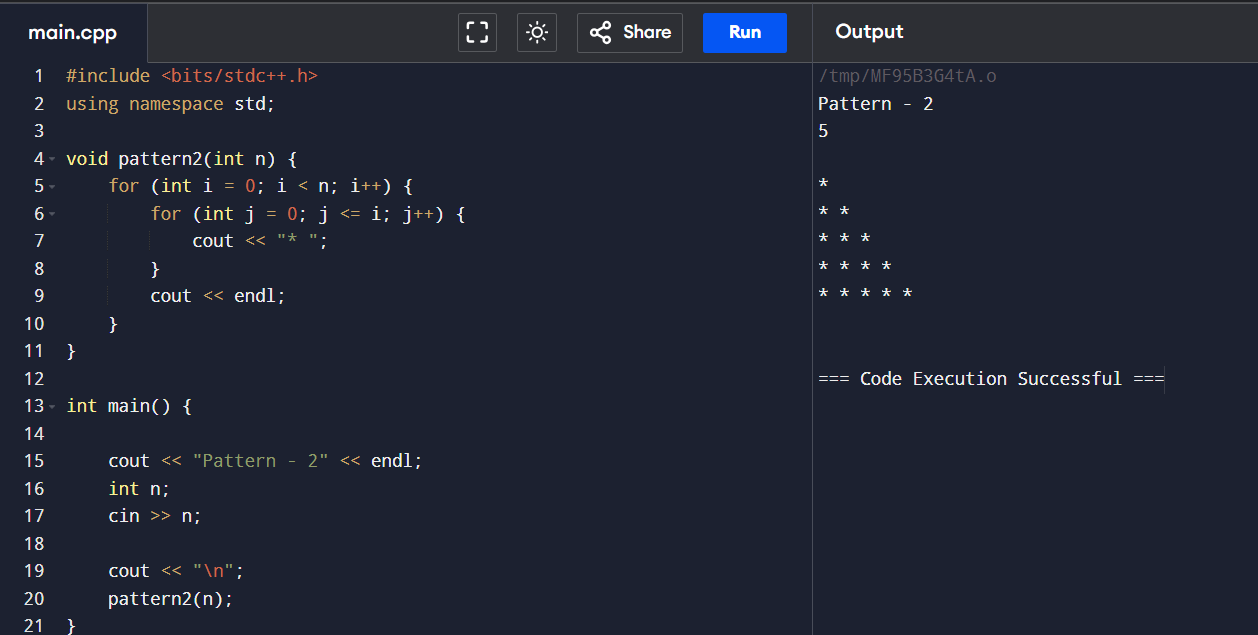 main.cpp
Share
Run
Output
1 #include <bits/stdc++.h>
2 using namespace std;
3
4 void pattern2(int n) {
5     for (int i = 0; i < n; i++) {
6         for (int j = 0; j <= i; j++) {
7             cout << "* ";
8         }
9         cout << endl;
10     }
11 }
12
13 int main() {
14
15     cout << "Pattern - 2" << endl;
16     int n;
17     cin >> n;
18
19     cout << "\n";
20     pattern2(n);
21 }
/tmp/MF95B3G4tA.o
Pattern - 2
5
*
* *
* * *
* * * *
* * * * *
=== Code Execution Successful ===